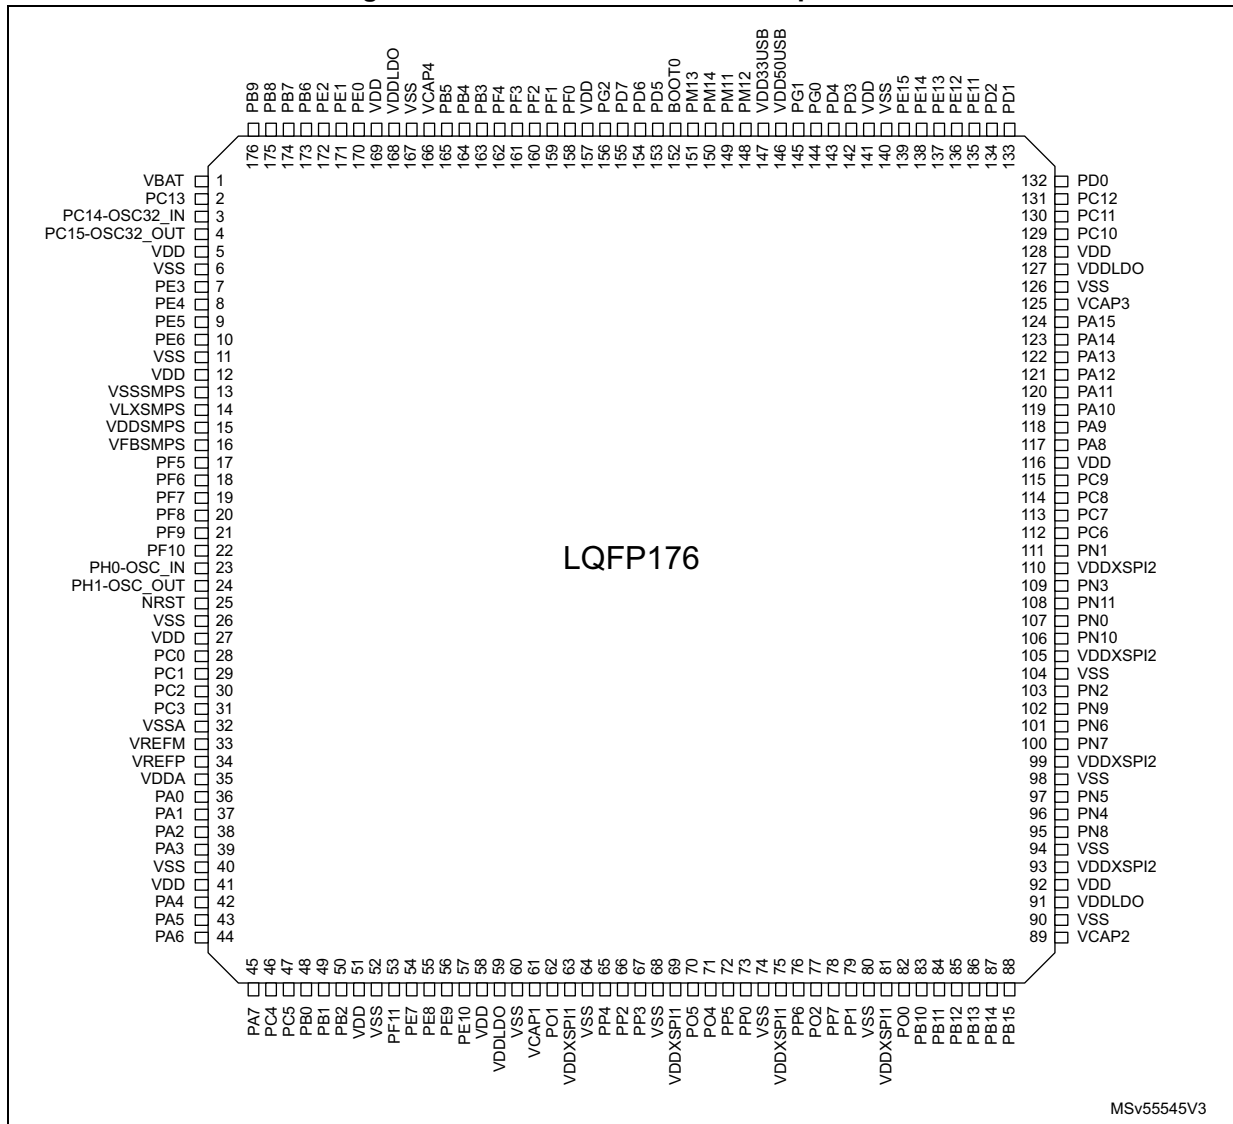 PB9 PB8 PB7 PB6 PE2 PE1 PE0 VDD VDDLDO VSS VCAP4 PB5 PB4 PB3 PF4 PF3 PF2 PF1 PF0 VDD PG2 PD7 PD6 PD5 BOOT0 PM13 PM14 PM11 PM12 VDD33USB VDD50USB PG1 PG0 PD4 PD3 VDD VSS PE15 PE14 PE13 PE12 PE11 PD2 PD1
176 175 174 173 172 171 170 169 168 167 166 165 164 163 162 161 160 159 158 157 156 155 154 153 152 151 150 149 148 147 146 145 144 143 142 141 140 139 138 137 136 135 134 133
VBAT 1 132 PD0
PC13 2 131 PC12
PC14-OSC32_IN 3 130 PC11
PC15-OSC32_OUT 4 129 PC10
VDD 5 128 VDD
VSS 6 127 VDDLDO
PE3 7 126 VSS
PE4 8 125 VCAP3
PE5 9 124 PA15
PE6 10 123 PA14
VSS 11 122 PA13
VDD 12 121 PA12
VSSSMPS 13 120 PA11
VLXSMPS 14 119 PA10
VDDSMPS 15 118 PA9
VFBSMPS 16 117 PA8
PF5 17 116 VDD
PF6 18 115 PC9
PF7 19 114 PC8
PF8 20 113 PC7
PF9 21 112 PC6
PF10 22 111 PN1
LQFP176
PH0-OSC_IN 23 110 VDDXSPI2
PH1-OSC_OUT 24 109 PN3
NRST 25 108 PN11
VSS 26 107 PN0
VDD 27 106 PN10
PC0 28 105 VDDXSPI2
PC1 29 104 VSS
PC2 30 103 PN2
PC3 31 102 PN9
VSSA 32 101 PN6
VREFM 33 100 PN7
VREFP 34 99 VDDXSPI2
VDDA 35 98 VSS
PA0 36 97 PN5
PA1 37 96 PN4
PA2 38 95 PN8
PA3 39 94 VSS
VSS 40 93 VDDXSPI2
VDD 41 92 VDD
PA4 42 91 VDDLDO
PA5 43 90 VSS
PA6 44 89 VCAP2
45 46 47 48 49 50 51 52 53 54 55 56 57 58 59 60 61 62 63 64 65 66 67 68 69 70 71 72 73 74 75 76 77 78 79 80 81 82 83 84 85 86 87 88
PA7 PC4 PC5 PB0 PB1 PB2 VDD VSS PF11 PE7 PE8 PE9 PE10 VDD VDDLDO VSS VCAP1 PO1 VDDXSPI1 VSS PP4 PP2 PP3 VSS VDDXSPI1 PO5 PO4 PP5 PP0 VSS VDDXSPI1 PP6 PO2 PP7 PP1 VSS VDDXSPI1 PO0 PB10 PB11 PB12 PB13 PB14 PB15
MSv55545V3